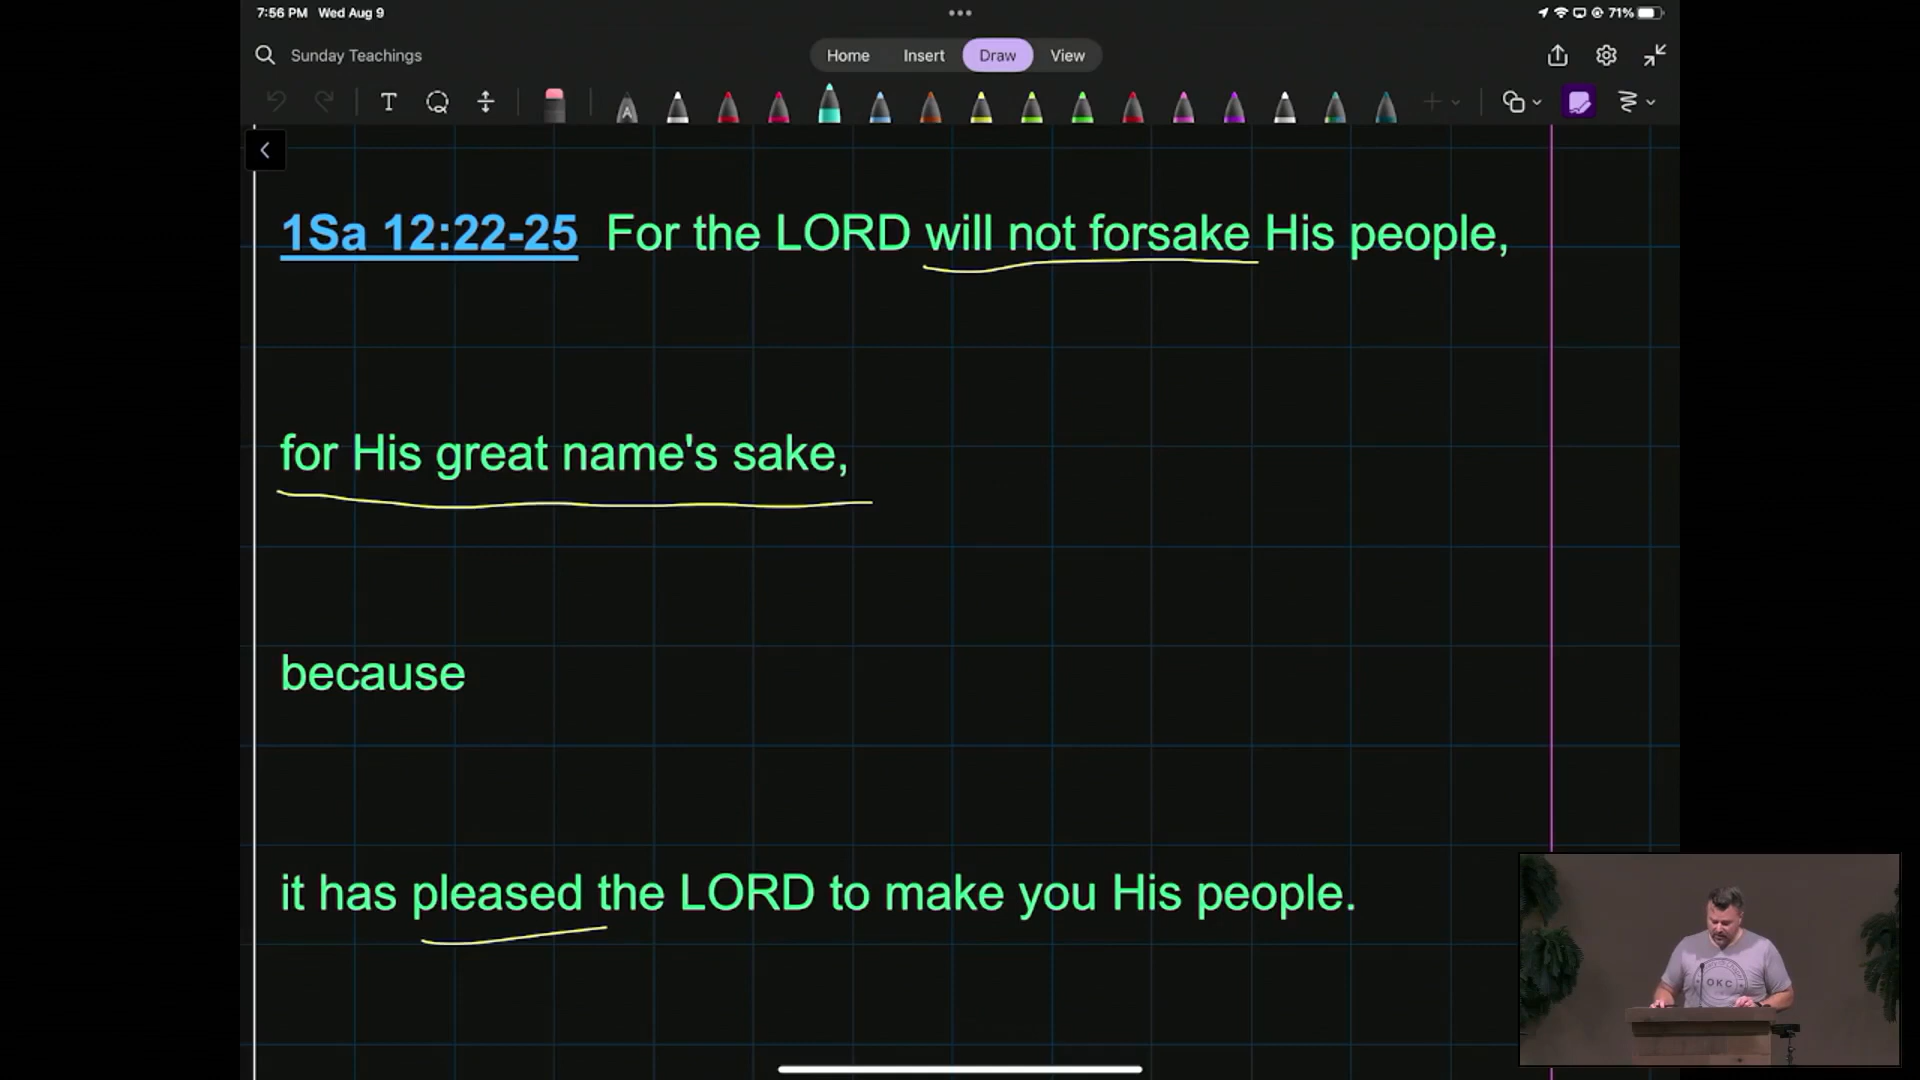 7:56 PM Wed Aug 9
71%
Sunday Teachings
Home Insert Draw View
T
A
1Sa 12:22-25 For the LORD will not forsake His people,
for His great name's sake,
because
it has pleased the LORD to make you His people.
OKC